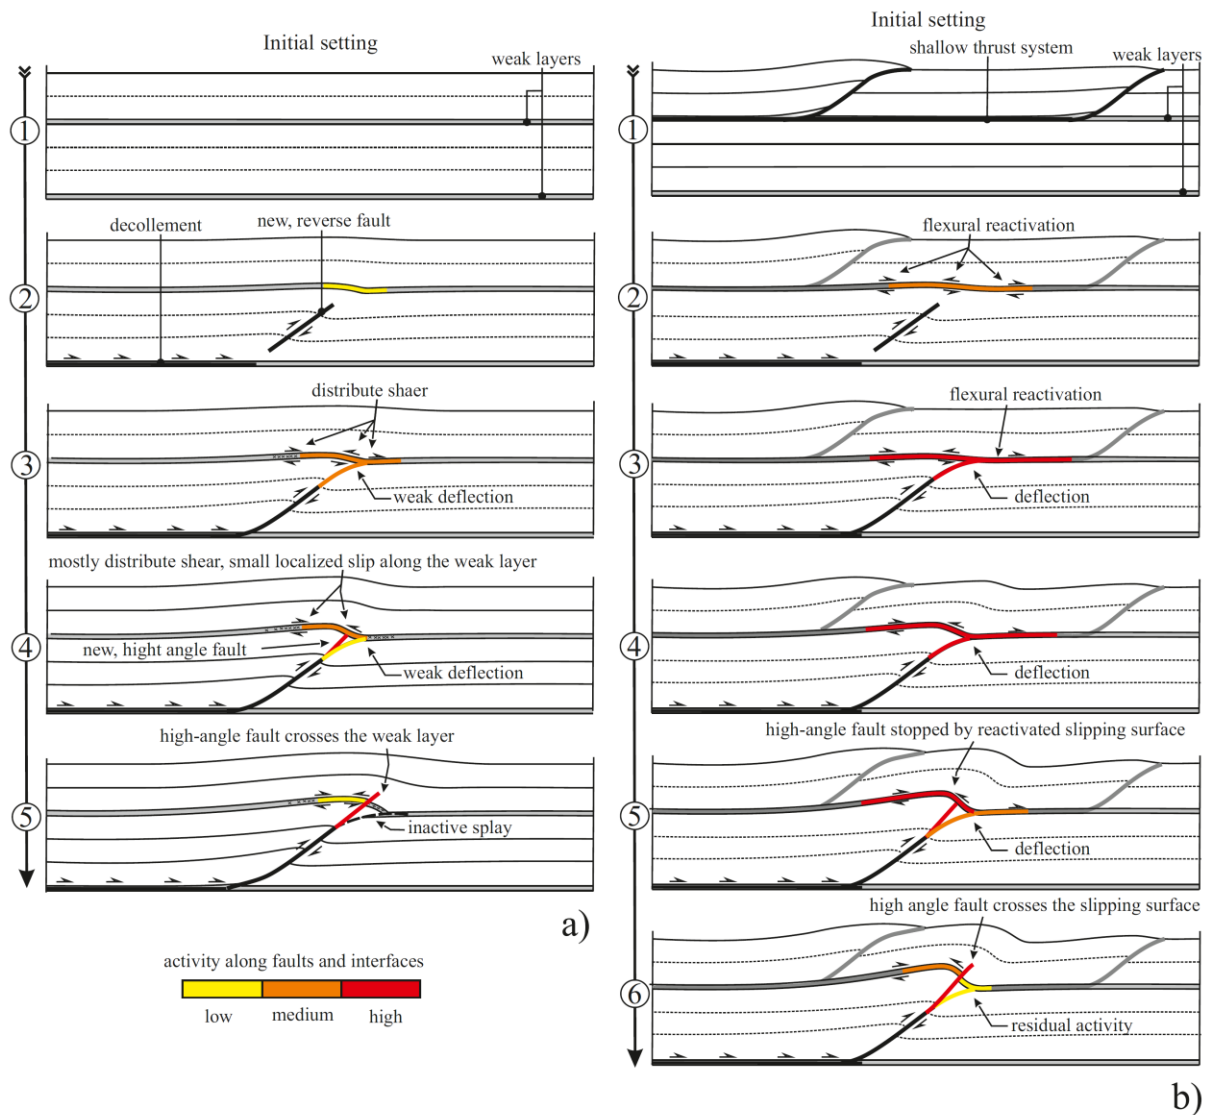 Initial setting
weak layers
1
decollement
new, reverse fault
2
distribute shaer
3
weak deflection
mostly distribute shear, small localized slip along the weak layer
4
new, hight angle fault
weak deflection
high-angle fault crosses the weak layer
5
inactive splay
a)
activity along faults and interfaces
low
medium
high
Initial setting
shallow thrust system
weak layers
1
flexural reactivation
2
flexural reactivation
3
deflection
4
deflection
high-angle fault stopped by reactivated slipping surface
5
deflection
high angle fault crosses the slipping surface
6
residual activity
b)